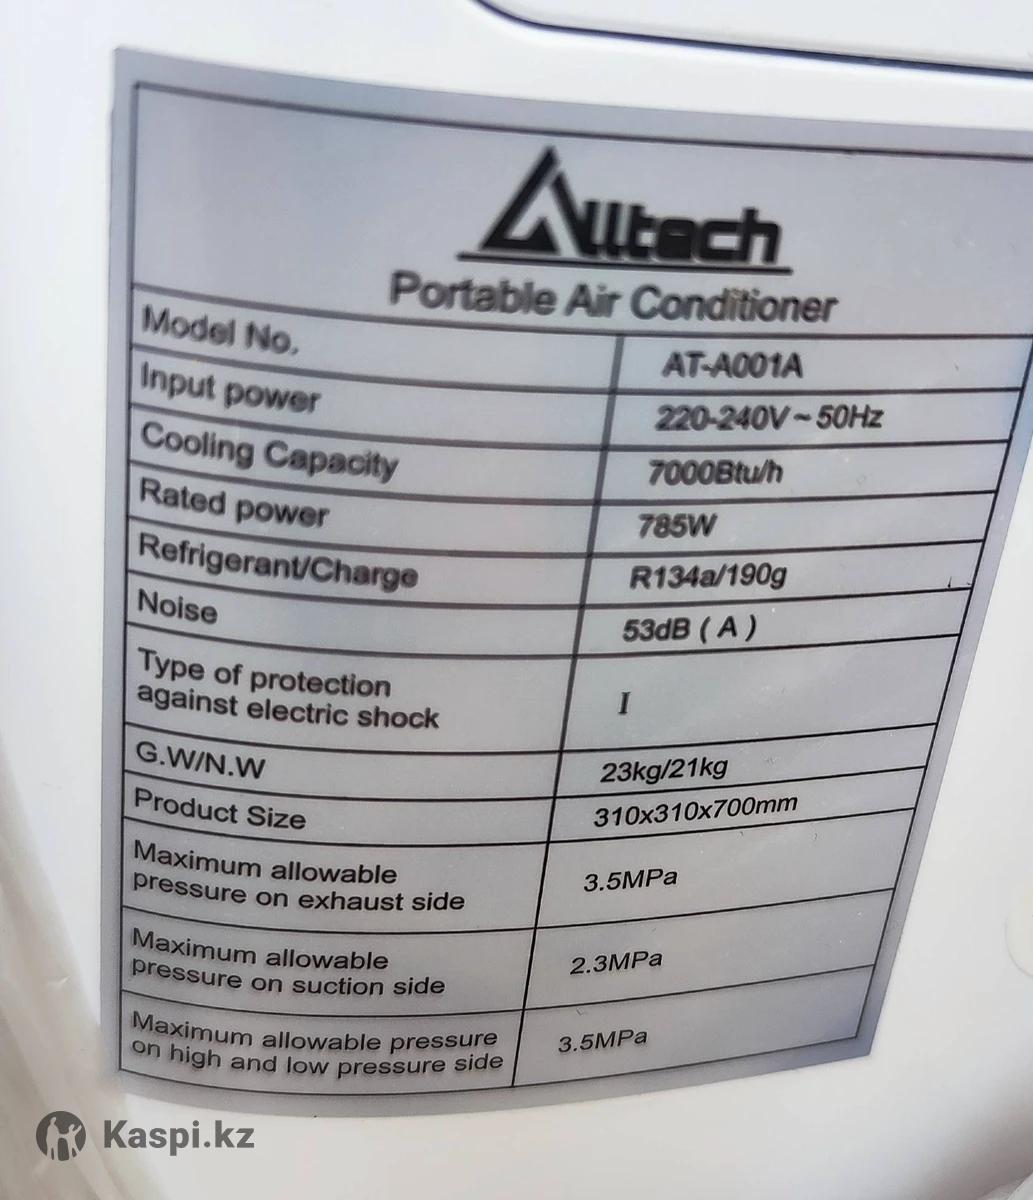 Alltech
Portable Air Conditioner
Model No. AT-A001A
Input power 220-240V ~ 50Hz
Cooling Capacity 7000Btu/h
Rated power 785W
Refrigerant/Charge R134a/190g
Noise 53dB ( A )
Type of protection
against electric shock I
G.W/N.W 23kg/21kg
Product Size 310x310x700mm
Maximum allowable
pressure on exhaust side 3.5MPa
Maximum allowable
pressure on suction side 2.3MPa
Maximum allowable pressure
on high and low pressure side 3.5MPa
Kaspi.kz